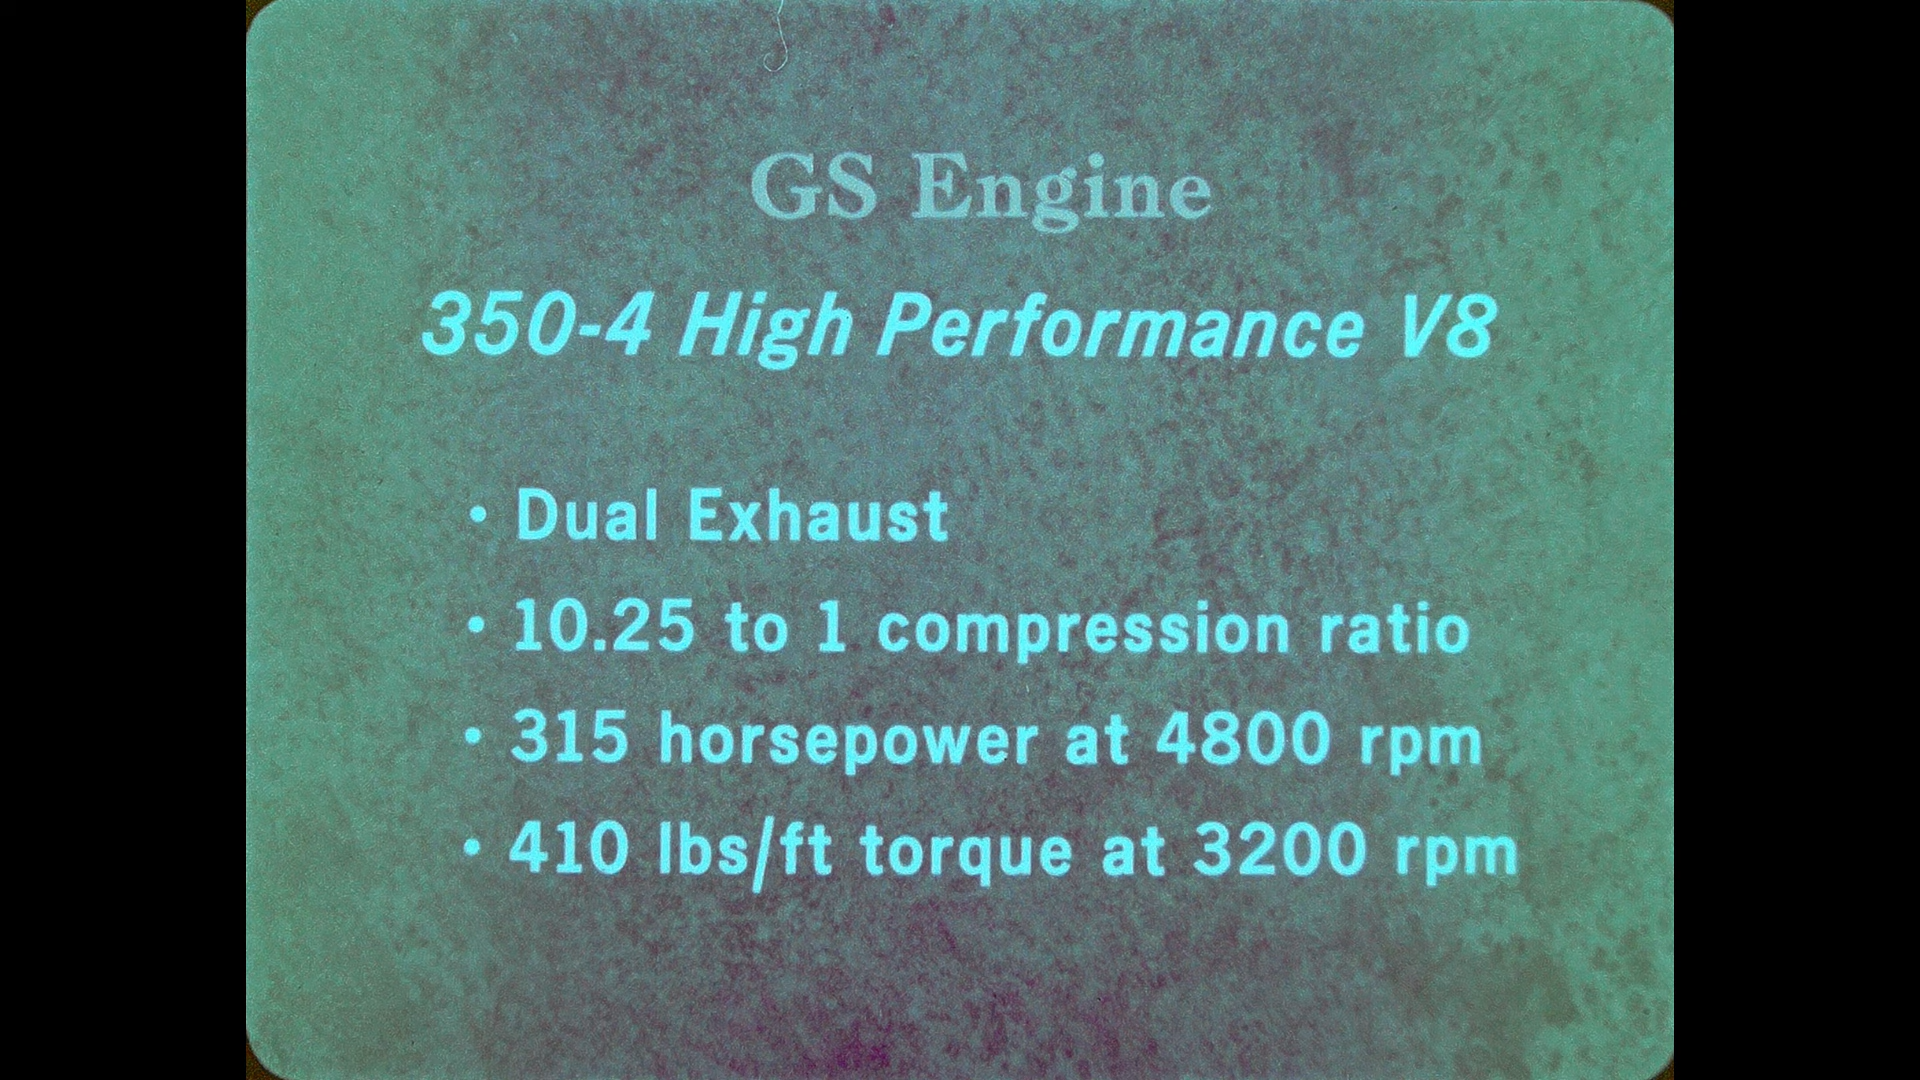 GS Engine
350-4 High Performance V8
• Dual Exhaust
• 10.25 to 1 compression ratio
• 315 horsepower at 4800 rpm
• 410 lbs/ft torque at 3200 rpm